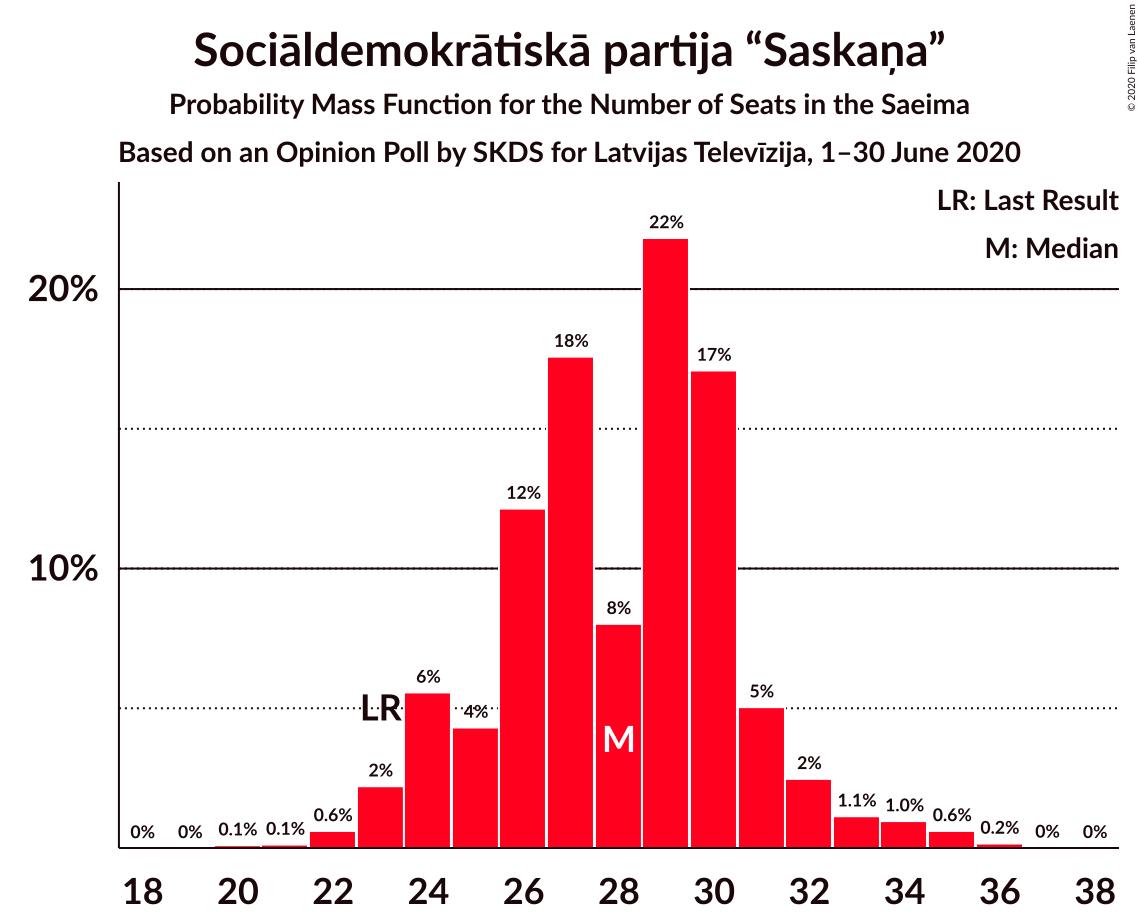 Sociāldemokrātiskā partija “Saskaņa”
Probability Mass Function for the Number of Seats in the Saeima
Based on an Opinion Poll by SKDS for Latvijas Televīzija, 1–30 June 2020
© 2020 Filip van Laenen
LR: Last Result
M: Median
20%
10%
0%
0%
0.1%
0.1%
0.6%
2%
LR
6%
4%
12%
18%
8%
M
22%
17%
5%
2%
1.1%
1.0%
0.6%
0.2%
0%
0%
18 20 22 24 26 28 30 32 34 36 38